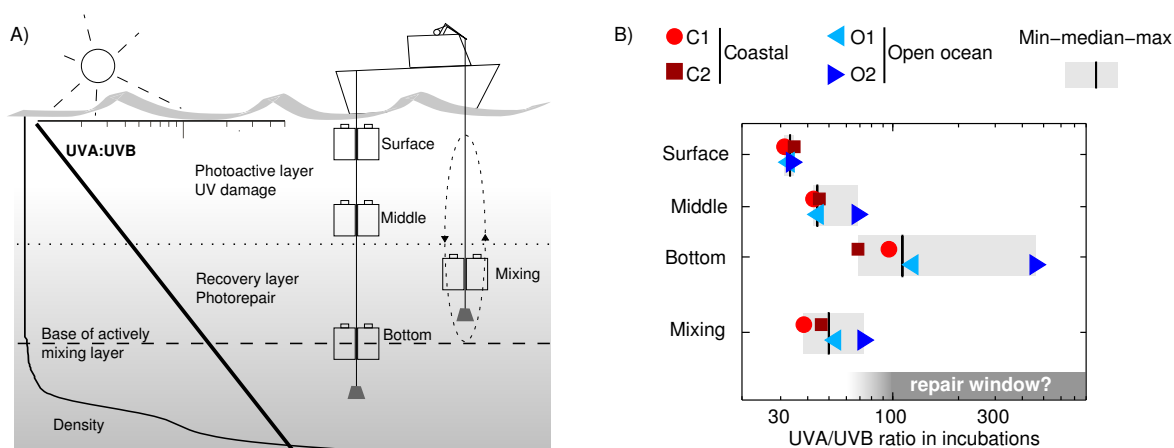 A)
UVA:UVB
Photoactive layer
UV damage
Recovery layer
Photorepair
Base of actively
mixing layer
Density
Surface
Middle
Mixing
Bottom
B)
C1
C2
Coastal
O1
O2
Open ocean
Min−median−max
Surface
Middle
Bottom
Mixing
repair window?
30 100 300
UVA/UVB ratio in incubations